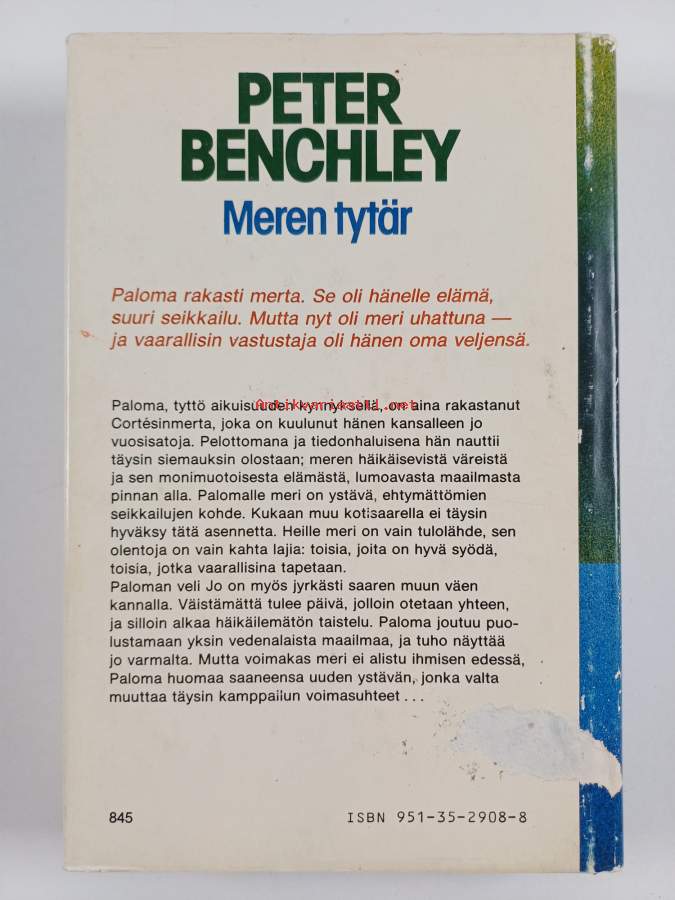 PETER
BENCHLEY
Meren tytär
Paloma rakasti merta. Se oli hänelle elämä,
suuri seikkailu. Mutta nyt oli meri uhattuna —
ja vaarallisin vastustaja oli hänen oma veljensä.
Paloma, tyttö aikuisuuden kynnyksellä, on aina rakastanut
Antikvariaatti.net
Cortésinmerta, joka on kuulunut hänen kansalleen jo
vuosisatoja. Pelottomana ja tiedonhaluisena hän nauttii
täysin siemauksin olostaan; meren häikäisevistä väreistä
ja sen monimuotoisesta elämästä, lumoavasta maailmasta
pinnan alla. Palomalle meri on ystävä, ehtymättömien
seikkailujen kohde. Kukaan muu kotisaarella ei täysin
hyväksy tätä asennetta. Heille meri on vain tulolähde, sen
olentoja on vain kahta lajia: toisia, joita on hyvä syödä,
toisia, jotka vaarallisina tapetaan.
Paloman veli Jo on myös jyrkästi saaren muun väen
kannalla. Väistämättä tulee päivä, jolloin otetaan yhteen,
ja silloin alkaa häikäilemätön taistelu. Paloma joutuu puo-
lustamaan yksin vedenalaista maailmaa, ja tuho näyttää
jo varmalta. Mutta voimakas meri ei alistu ihmisen edessä,
Paloma huomaa saaneensa uuden ystävän, jonka valta
muuttaa täysin kamppailun voimasuhteet . . .
845
ISBN 951-35-2908-8